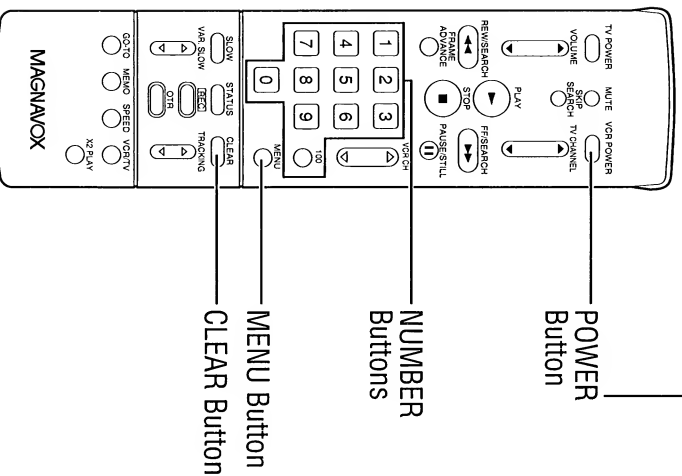 TV POWER
MUTE
VCR POWER
VOLUME
SKIP
SEARCH
TV CHANNEL
REW/SEARCH
PLAY
FF/SEARCH
FRAME
ADVANCE
STOP
PAUSE/STILL
1
2
3
VCR CH
4
5
6
7
8
9
100
0
MENU
SLOW
STATUS
CLEAR
VAR. SLOW
REC
OTR
TRACKING
GO-TO
MEMO
SPEED
VCR/TV
X2 PLAY
MAGNAVOX
POWER
Button
NUMBER
Buttons
MENU Button
CLEAR Button